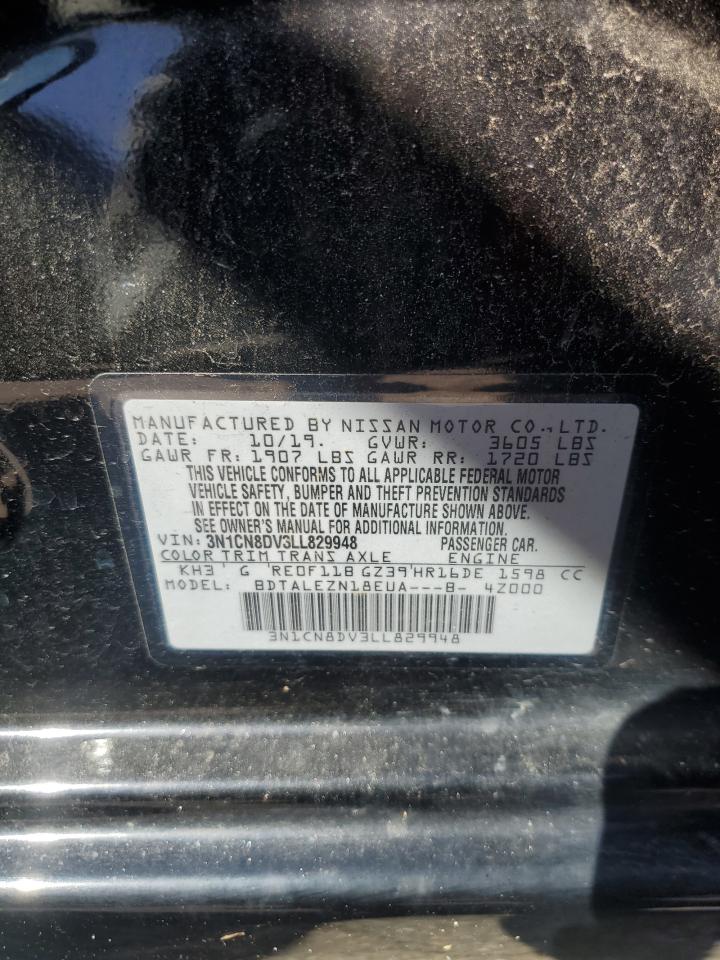 MANUFACTURED BY NISSAN MOTOR CO.,LTD.
DATE: 10/19. GVWR: 3605 LBS
GAWR FR: 1907 LBS GAWR RR: 1720 LBS
THIS VEHICLE CONFORMS TO ALL APPLICABLE FEDERAL MOTOR
VEHICLE SAFETY, BUMPER AND THEFT PREVENTION STANDARDS
IN EFFECT ON THE DATE OF MANUFACTURE SHOWN ABOVE.
SEE OWNER'S MANUAL FOR ADDITIONAL INFORMATION.
VIN: 3N1CN8DV3LL829948 PASSENGER CAR.
COLOR TRIM TRANS AXLE ENGINE
KH3 G RE0F11B GZ39 HR16DE 1598 CC
MODEL: BDTALEZN18EUA---B- 4Z000
3N1CN8DV3LL829948